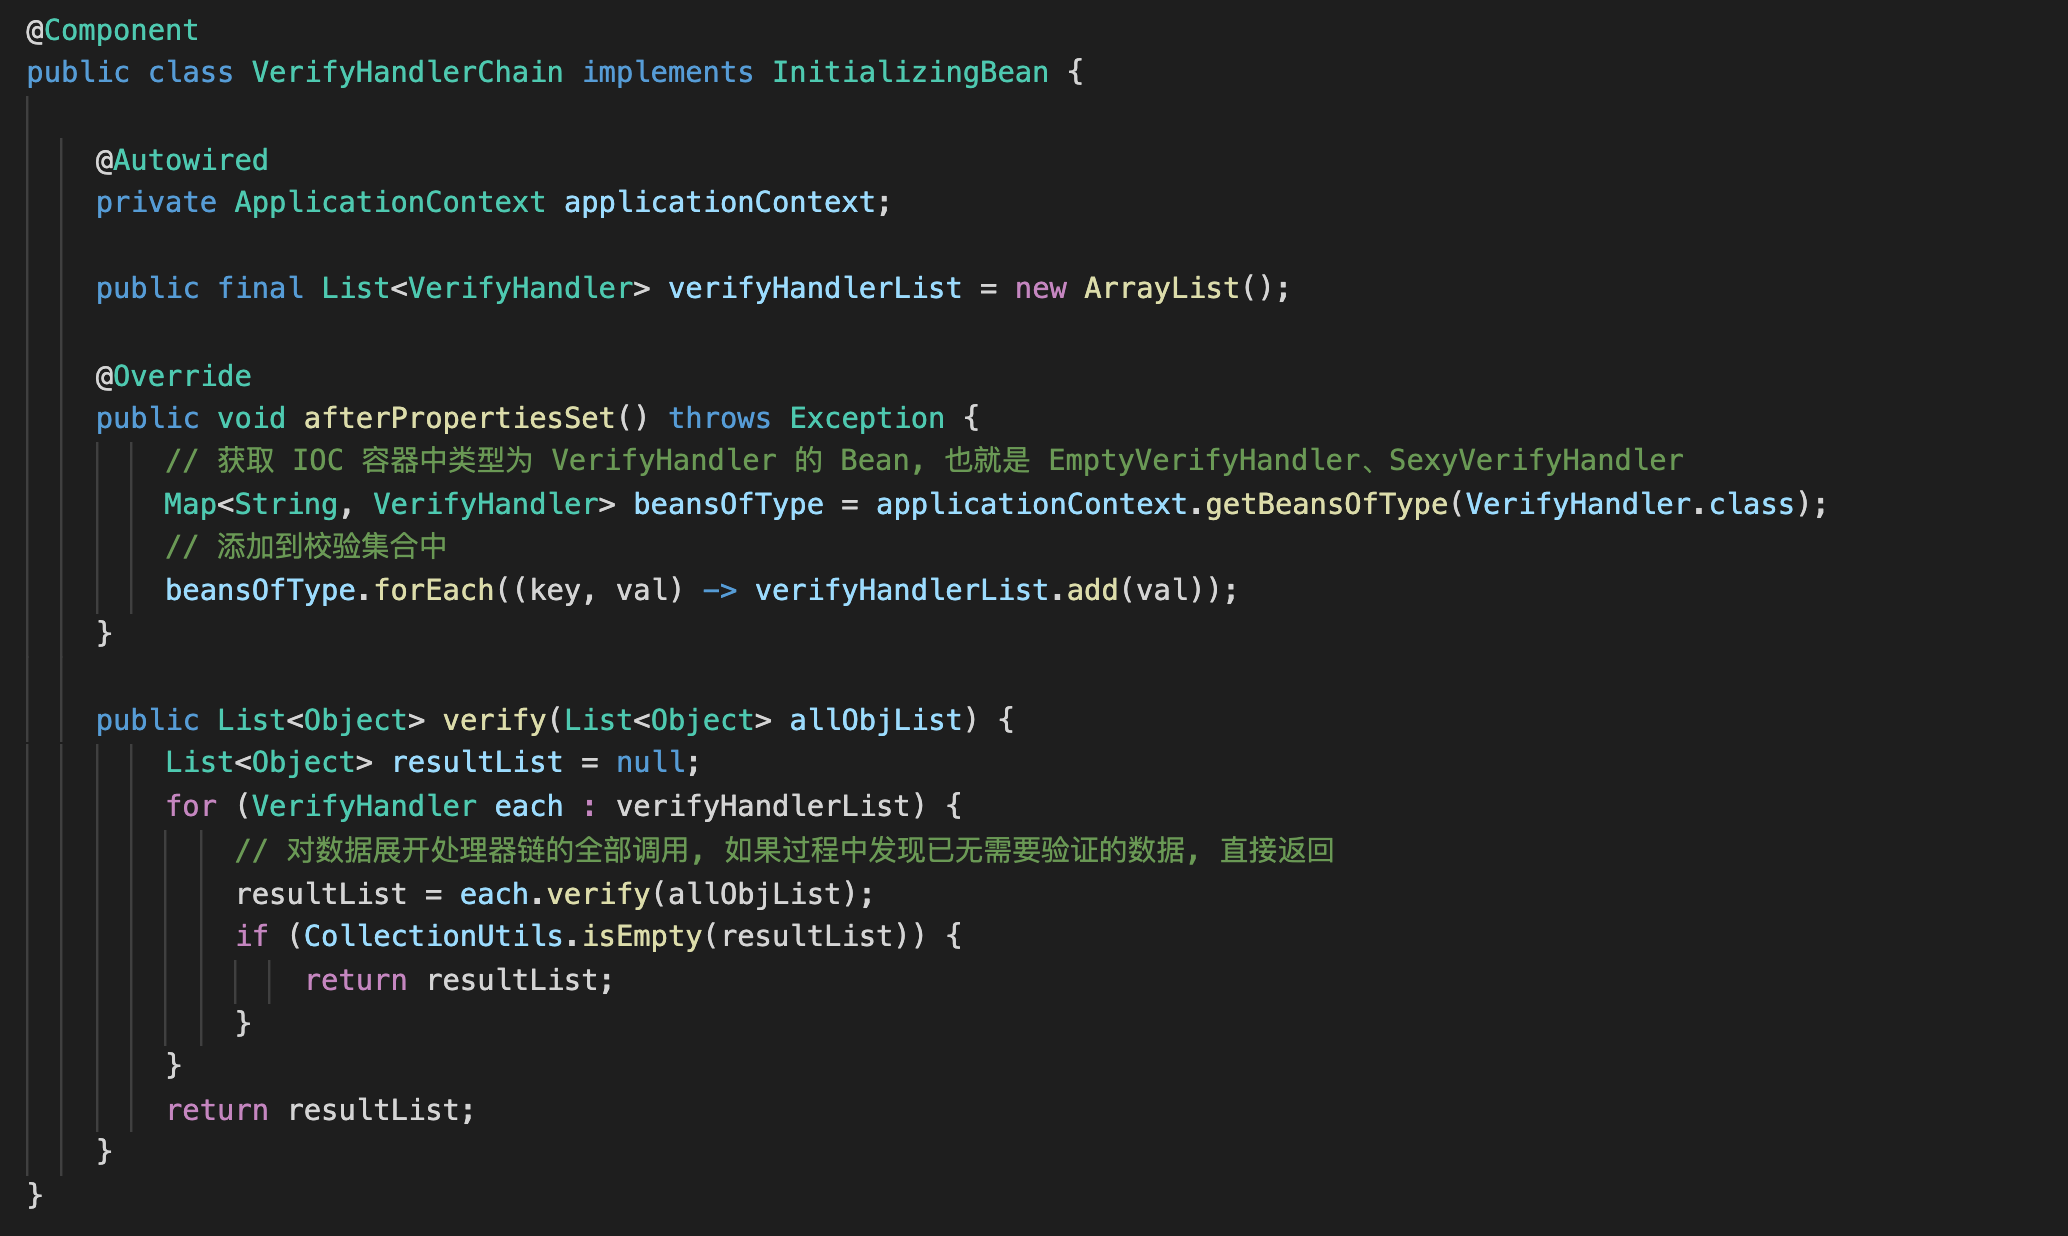 @Component
public class VerifyHandlerChain implements InitializingBean {
@Autowired
private ApplicationContext applicationContext;
public final List<VerifyHandler> verifyHandlerList = new ArrayList();
@Override
public void afterPropertiesSet() throws Exception {
// 获取 IOC 容器中类型为 VerifyHandler 的 Bean, 也就是 EmptyVerifyHandler、SexyVerifyHandler
Map<String, VerifyHandler> beansOfType = applicationContext.getBeansOfType(VerifyHandler.class);
// 添加到校验集合中
beansOfType.forEach((key, val) -> verifyHandlerList.add(val));
}
public List<Object> verify(List<Object> allObjList) {
List<Object> resultList = null;
for (VerifyHandler each : verifyHandlerList) {
// 对数据展开处理器链的全部调用, 如果过程中发现已无需要验证的数据, 直接返回
resultList = each.verify(allObjList);
if (CollectionUtils.isEmpty(resultList)) {
return resultList;
}
}
return resultList;
}
}